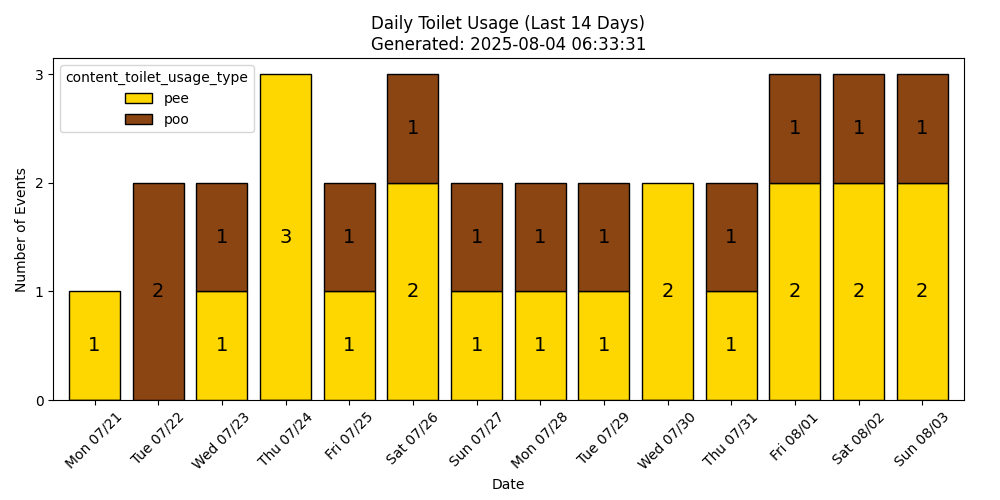 Daily Toilet Usage (Last 14 Days)
Generated: 2025-08-04 06:33:31
content_toilet_usage_type
pee
poo
Number of Events
3
2
1
0
1
2
1
1
3
1
1
2
1
1
1
1
1
1
1
2
1
1
2
1
2
1
2
1
Mon 07/21
Tue 07/22
Wed 07/23
Thu 07/24
Fri 07/25
Sat 07/26
Sun 07/27
Mon 07/28
Tue 07/29
Wed 07/30
Thu 07/31
Fri 08/01
Sat 08/02
Sun 08/03
Date